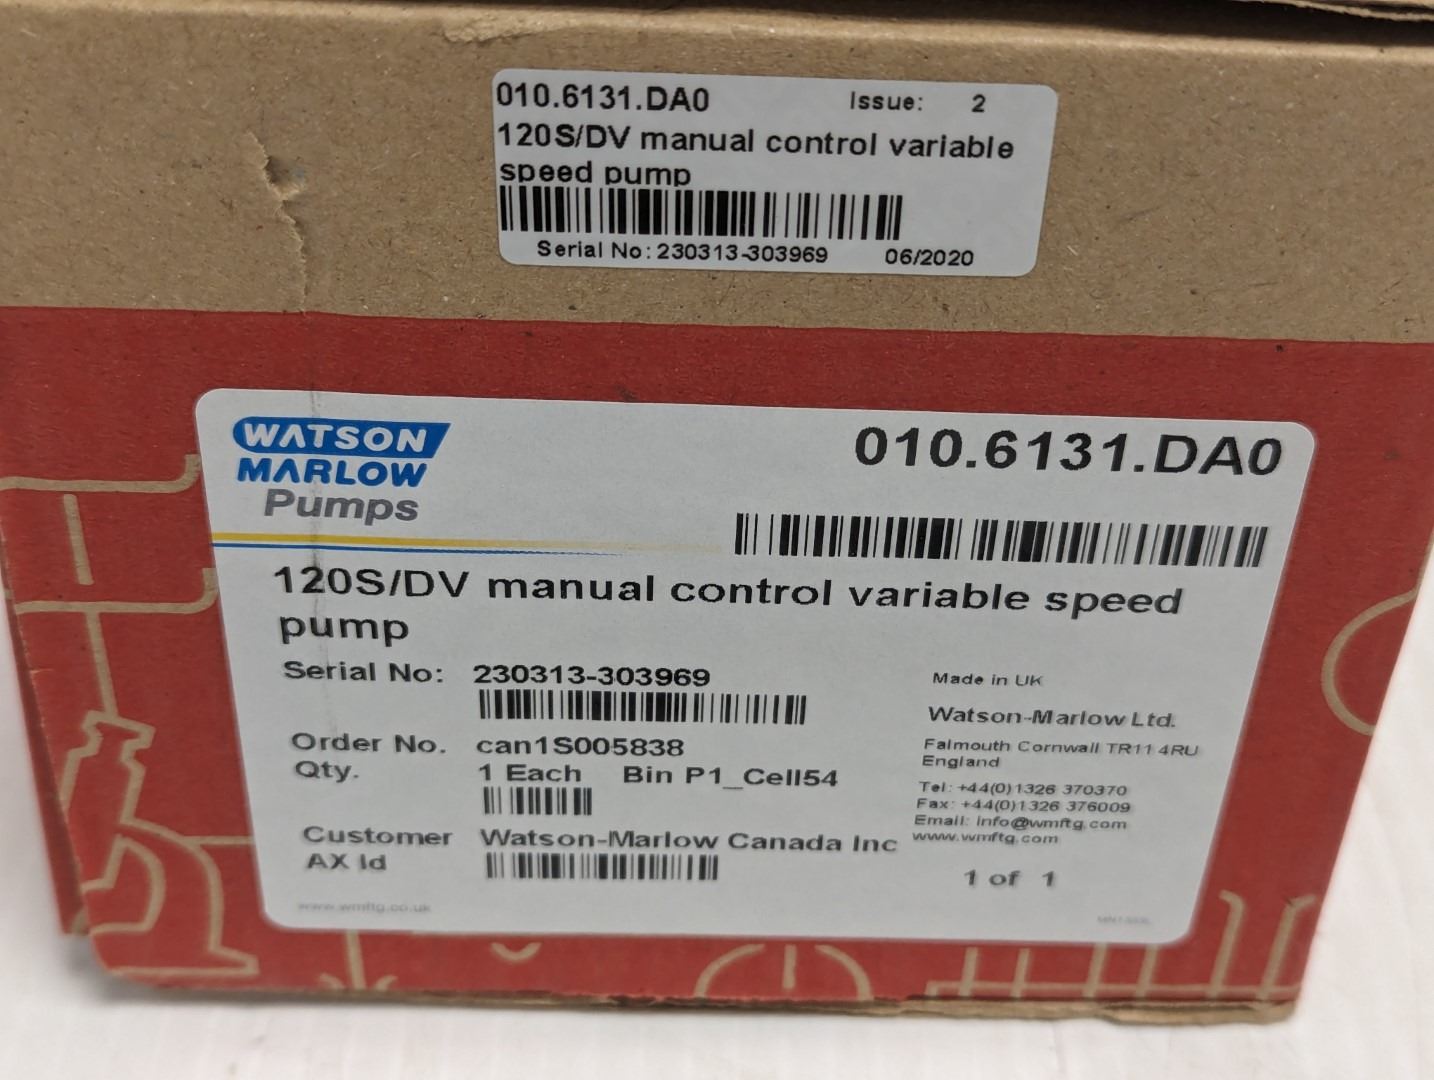 010.6131.DA0 Issue: 2
120S/DV manual control variable
speed pump
Serial No: 230313-303969 06/2020
WATSON
MARLOW
Pumps
010.6131.DA0
120S/DV manual control variable speed
pump
Serial No: 230313-303969
Order No. can1S005838
Qty. 1 Each Bin P1_Cell54
Customer Watson-Marlow Canada Inc
AX Id
www.wmftg.co.uk
Made in UK
Watson-Marlow Ltd.
Falmouth Cornwall TR11 4RU
England
Tel: +44(0)1326 370370
Fax: +44(0)1326 376009
Email: info@wmftg.com
www.wmftg.com
1 of 1